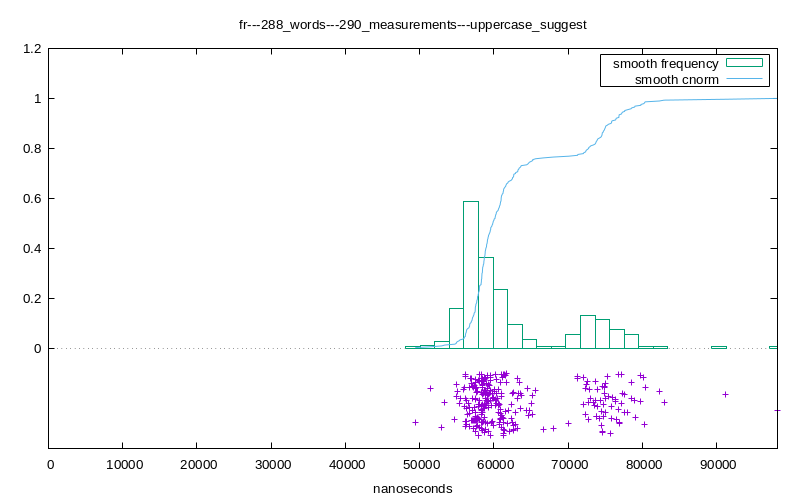 fr---288_words---290_measurements---uppercase_suggest
1.2
1
0.8
0.6
0.4
0.2
0
smooth frequency
smooth cnorm
0 10000 20000 30000 40000 50000 60000 70000 80000 90000
nanoseconds